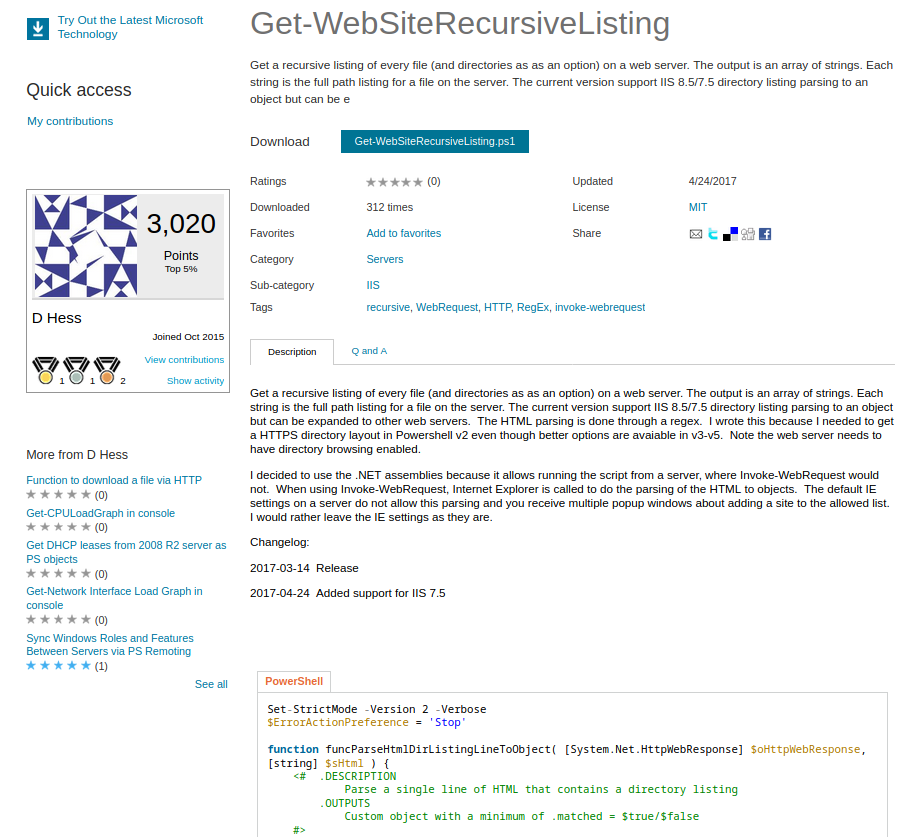 Try Out the Latest Microsoft
Technology
Quick access
My contributions
3,020
Points
Top 5%
D Hess
Joined Oct 2015
View contributions
1 1 2
Show activity
More from D Hess
Function to download a file via HTTP
(0)
Get-CPULoadGraph in console
(0)
Get DHCP leases from 2008 R2 server as
PS objects
(0)
Get-Network Interface Load Graph in
console
(0)
Sync Windows Roles and Features
Between Servers via PS Remoting
(1)
See all
Get-WebSiteRecursiveListing
Get a recursive listing of every file (and directories as as an option) on a web server. The output is an array of strings. Each
string is the full path listing for a file on the server. The current version support IIS 8.5/7.5 directory listing parsing to an
object but can be e
Download Get-WebSiteRecursiveListing.ps1
Ratings (0) Updated 4/24/2017
Downloaded 312 times License MIT
Favorites Add to favorites Share
Category Servers
Sub-category IIS
Tags recursive, WebRequest, HTTP, RegEx, invoke-webrequest
Description Q and A
Get a recursive listing of every file (and directories as as an option) on a web server. The output is an array of strings. Each
string is the full path listing for a file on the server. The current version support IIS 8.5/7.5 directory listing parsing to an object
but can be expanded to other web servers.  The HTML parsing is done through a regex.  I wrote this because I needed to get
a HTTPS directory layout in Powershell v2 even though better options are avaiable in v3-v5.  Note the web server needs to
have directory browsing enabled.
I decided to use the .NET assemblies because it allows running the script from a server, where Invoke-WebRequest would
not.  When using Invoke-WebRequest, Internet Explorer is called to do the parsing of the HTML to objects.  The default IE
settings on a server do not allow this parsing and you receive multiple popup windows about adding a site to the allowed list.
I would rather leave the IE settings as they are.
Changelog:
2017-03-14  Release
2017-04-24  Added support for IIS 7.5
PowerShell
Set-StrictMode -Version 2 -Verbose
$ErrorActionPreference = 'Stop'
function funcParseHtmlDirListingLineToObject( [System.Net.HttpWebResponse] $oHttpWebResponse,
[string] $sHtml ) {
<#  .DESCRIPTION
Parse a single line of HTML that contains a directory listing
.OUTPUTS
Custom object with a minimum of .matched = $true/$false
#>